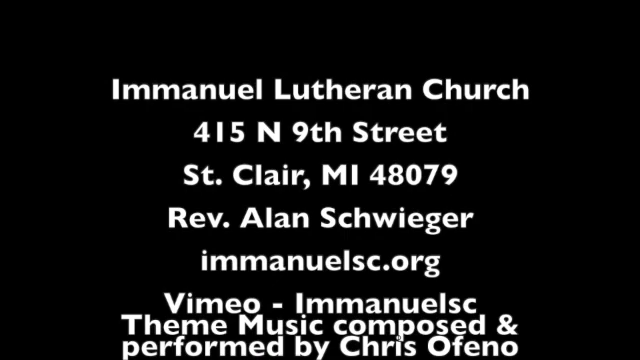 Immanuel Lutheran Church
415 N 9th Street
St. Clair, MI 48079
Rev. Alan Schwieger
immanuelsc.org
Vimeo - Immanuelsc
Theme Music composed &
performed by Chris Ofeno